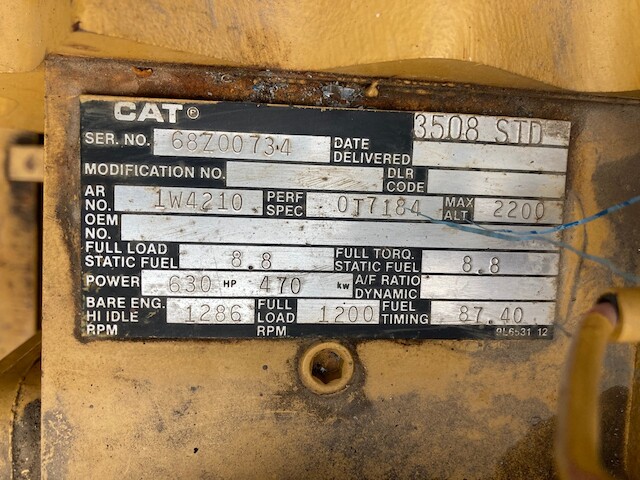 CAT® 3508 STD
SER. NO. 68Z00734 DATE DELIVERED
MODIFICATION NO. DLR CODE
AR NO. 1W4210 PERF SPEC 0T7184 MAX ALT 2200
OEM NO.
FULL LOAD STATIC FUEL 8.8 FULL TORQ. STATIC FUEL 8.8
POWER 630 HP 470 kw A/F RATIO DYNAMIC
BARE ENG. HI IDLE RPM 1286 FULL LOAD RPM 1200 FUEL TIMING 87.40
9L6531 12